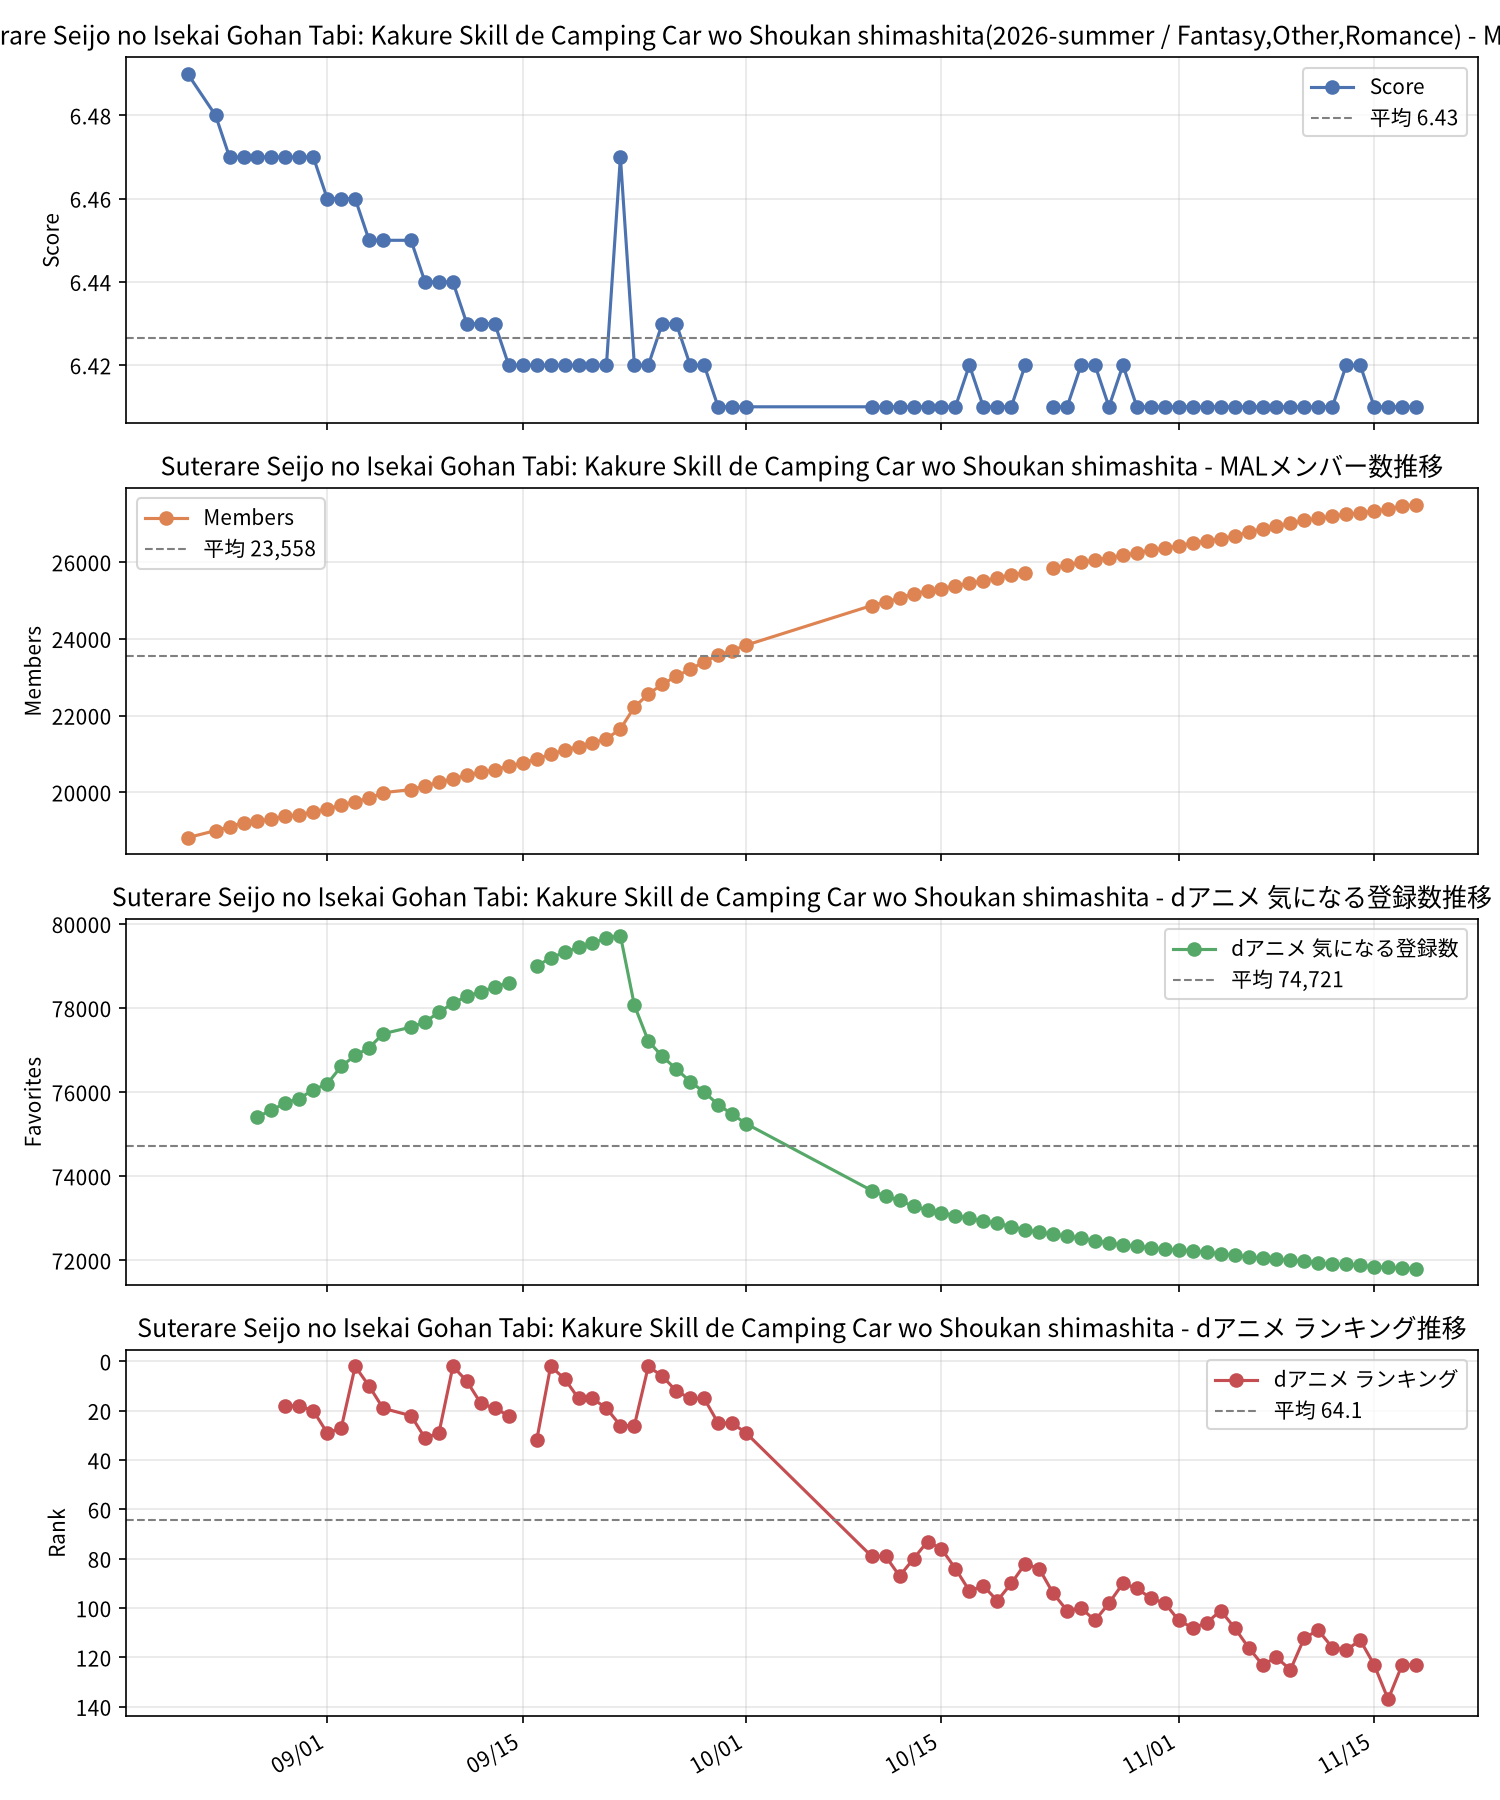 rare Seijo no Isekai Gohan Tabi: Kakure Skill de Camping Car wo Shoukan shimashita(2026-summer / Fantasy,Other,Romance) - M
Score
平均 6.43
6.48
6.46
6.44
6.42
Score
Suterare Seijo no Isekai Gohan Tabi: Kakure Skill de Camping Car wo Shoukan shimashita - MALメンバー数推移
Members
平均 23,558
26000
24000
22000
20000
Members
Suterare Seijo no Isekai Gohan Tabi: Kakure Skill de Camping Car wo Shoukan shimashita - dアニメ 気になる登録数推移
dアニメ 気になる登録数
平均 74,721
80000
78000
76000
74000
72000
Favorites
Suterare Seijo no Isekai Gohan Tabi: Kakure Skill de Camping Car wo Shoukan shimashita - dアニメ ランキング推移
dアニメ ランキング
平均 64.1
0
20
40
60
80
100
120
140
Rank
09/01
09/15
10/01
10/15
11/01
11/15